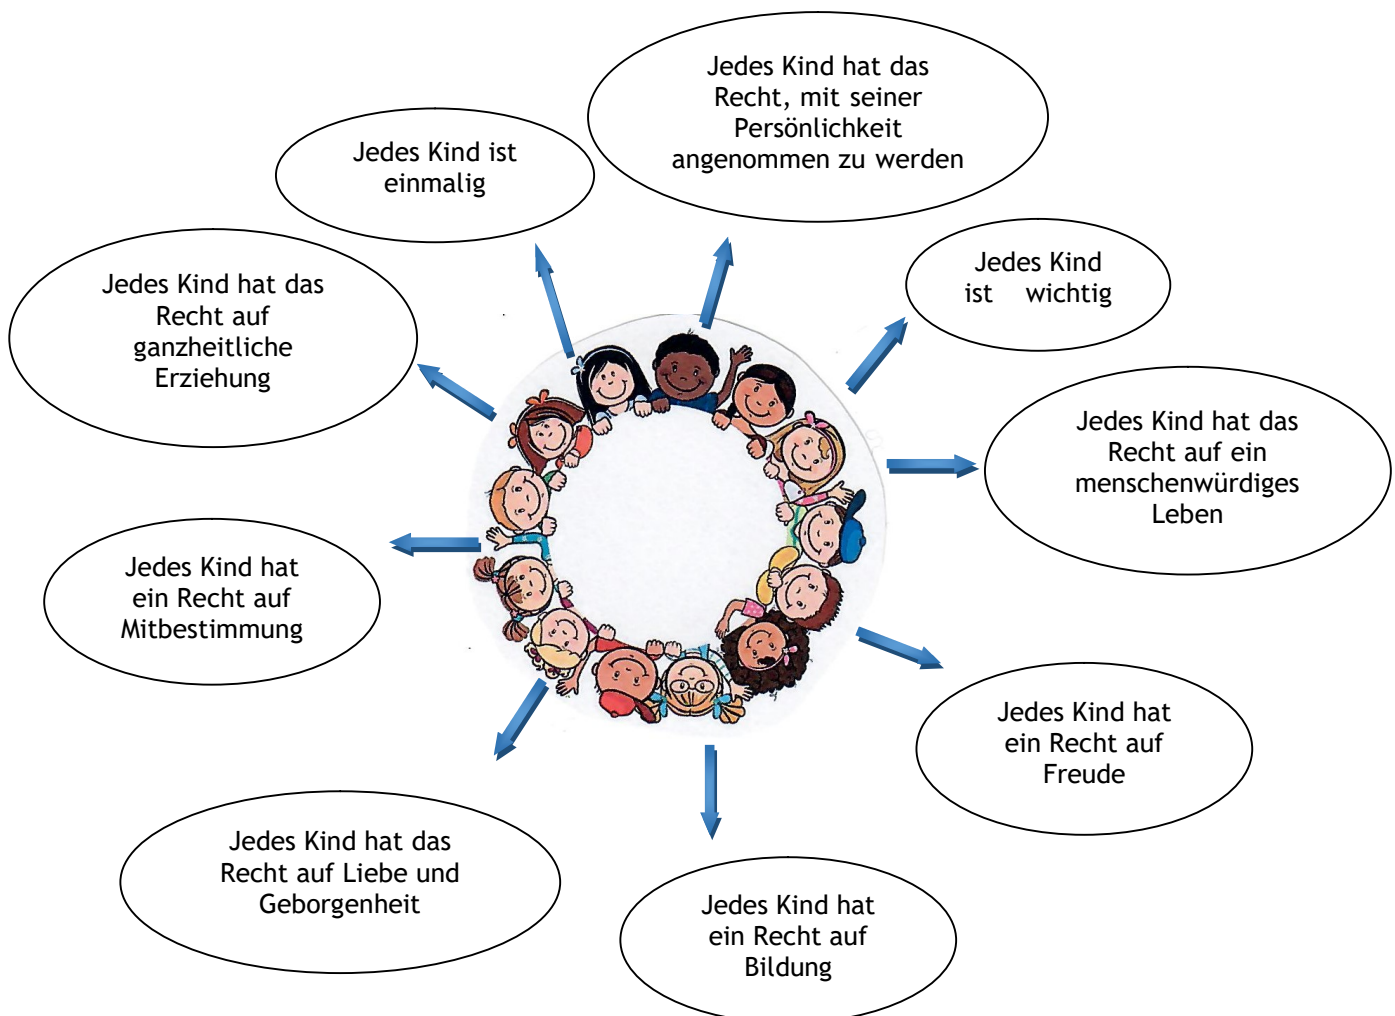 Jedes Kind hat das
Recht, mit seiner
Persönlichkeit
angenommen zu werden
Jedes Kind ist
einmalig
Jedes Kind
ist wichtig
Jedes Kind hat das
Recht auf
ganzheitliche
Erziehung
Jedes Kind hat das
Recht auf ein
menschenwürdiges
Leben
Jedes Kind hat
ein Recht auf
Mitbestimmung
Jedes Kind hat
ein Recht auf
Freude
Jedes Kind hat das
Recht auf Liebe und
Geborgenheit
Jedes Kind hat
ein Recht auf
Bildung